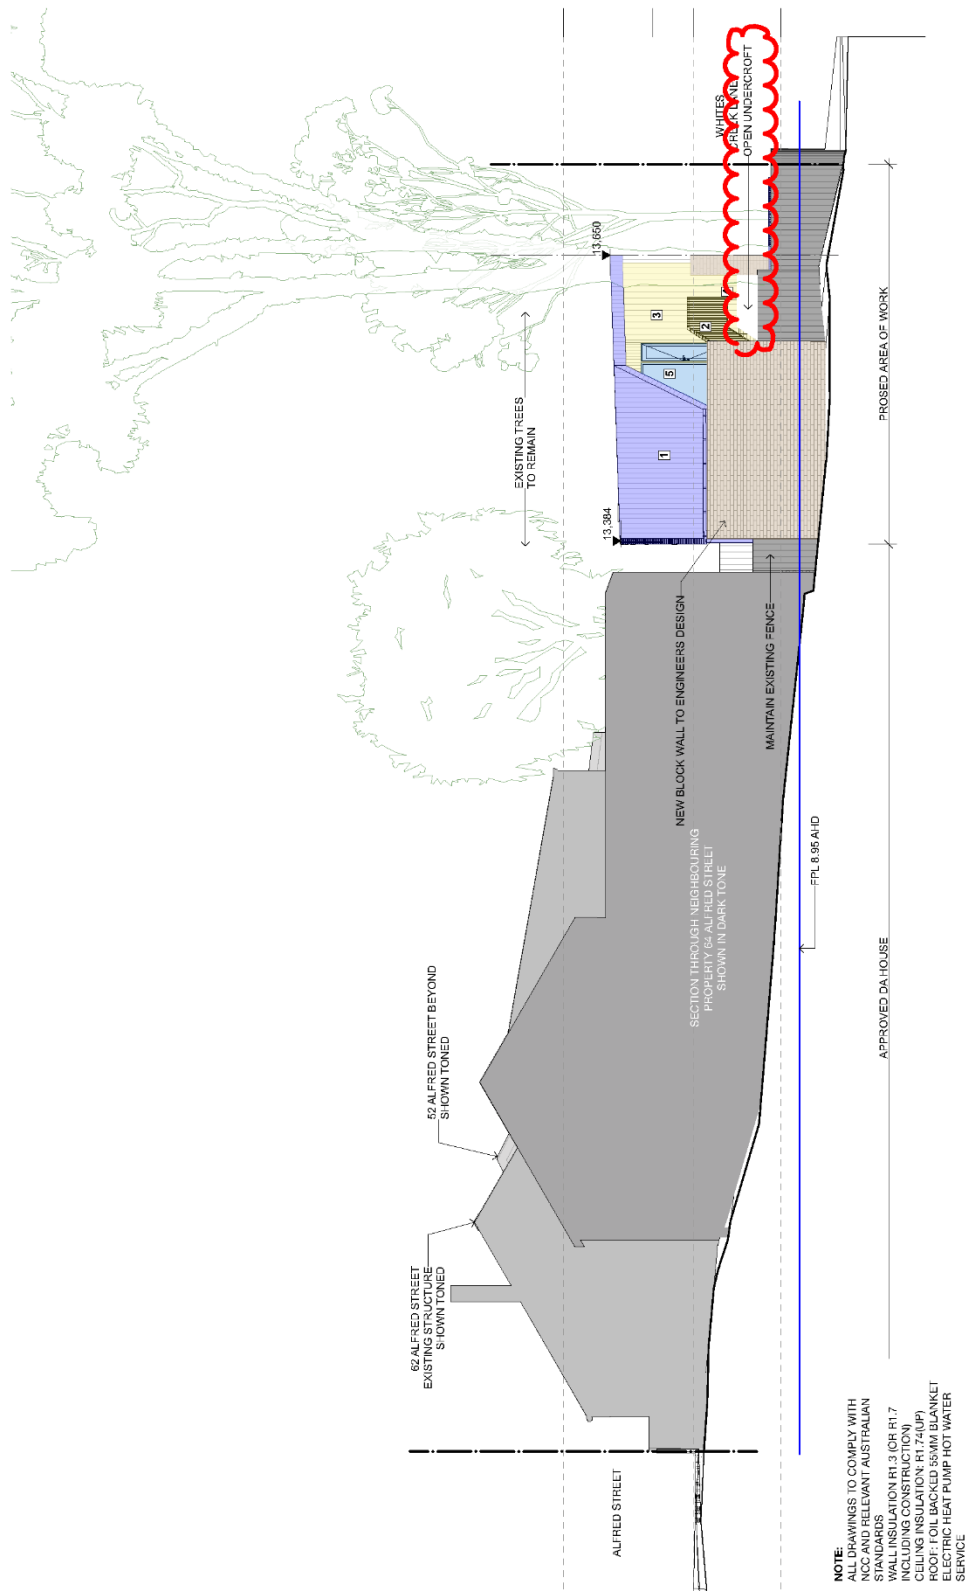 62 ALFRED STREET
EXISTING STRUCTURE
SHOWN TONED
52 ALFRED STREET BEYOND
SHOWN TONED
EXISTING TREES
TO REMAIN
13,384
13,650
WHITES
CREEK LANE
OPEN UNDERCROFT
1
2
3
5
ALFRED STREET
NEW BLOCK WALL TO ENGINEERS DESIGN
SECTION THROUGH NEIGHBOURING
PROPERTY 64 ALFRED STREET
SHOWN IN DARK TONE
MAINTAIN EXISTING FENCE
FPL 8.95 AHD
APPROVED DA HOUSE
PROSED AREA OF WORK
NOTE:
ALL DRAWINGS TO COMPLY WITH
NCC AND RELEVANT AUSTRALIAN
STANDARDS
WALL INSULATION R1.3 (OR R1.7
INCLUDING CONSTRUCTION)
CEILING INSULATION: R1.74(UP)
ROOF: FOIL BACKED 55MM BLANKET
ELECTRIC HEAT PUMP HOT WATER
SERVICE